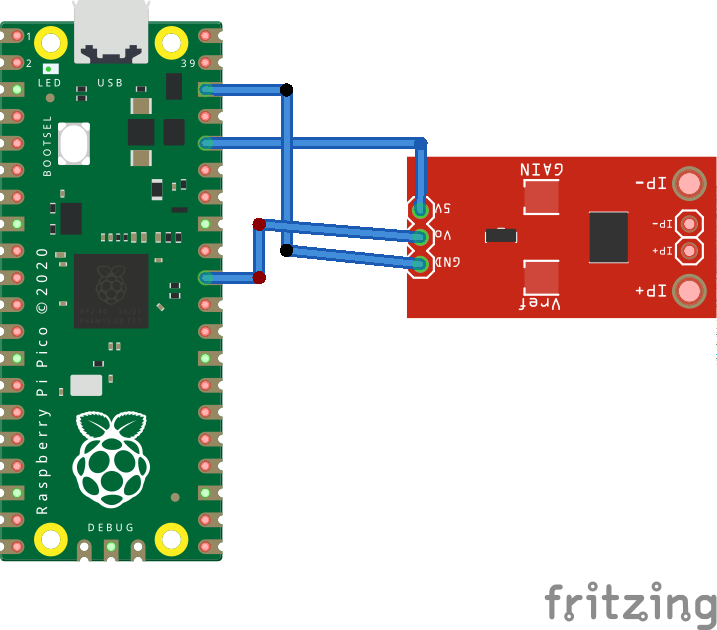 1
2
39
LED
USB
BOOTSEL
Raspberry Pi Pico ©2020
DEBUG
GAIN
IP-
5V
Vo
GND
IP-
IP+
IP+
Vref
fritzing